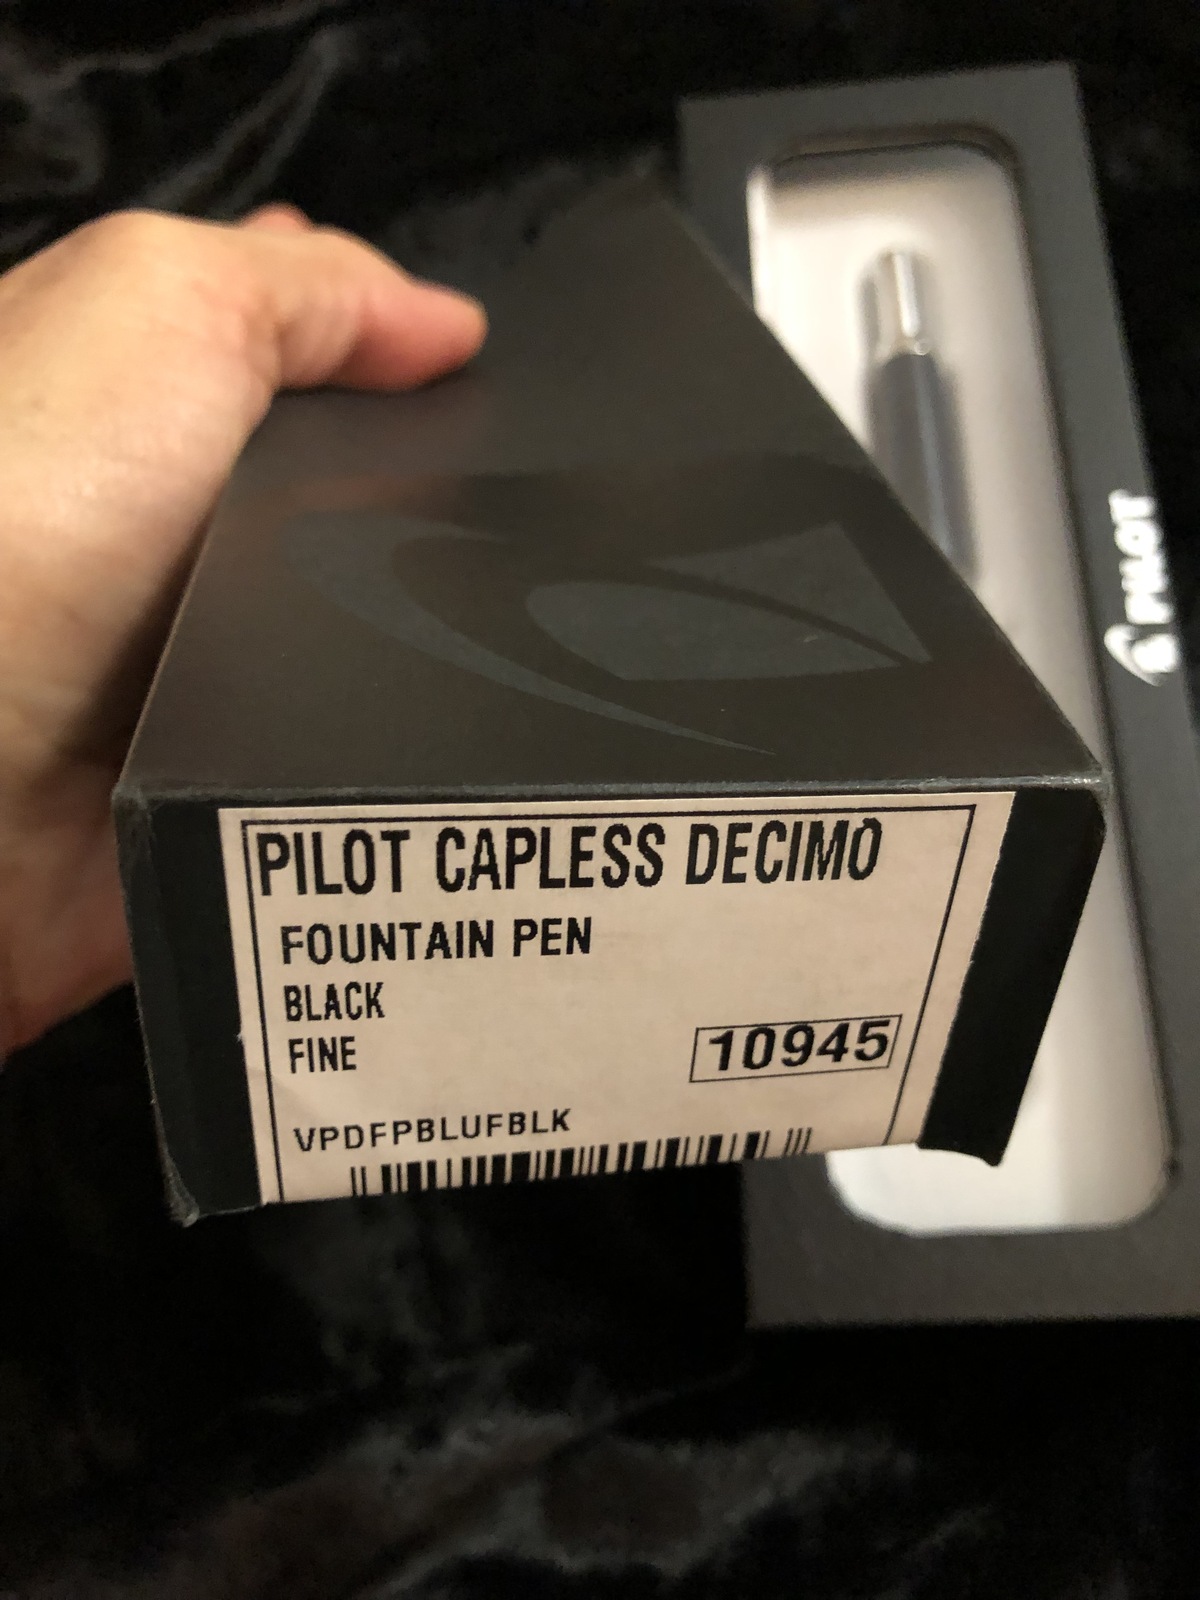 PILOT
PILOT CAPLESS DECIMO
FOUNTAIN PEN
BLACK
FINE
10945
VPDFPBLUFBLK